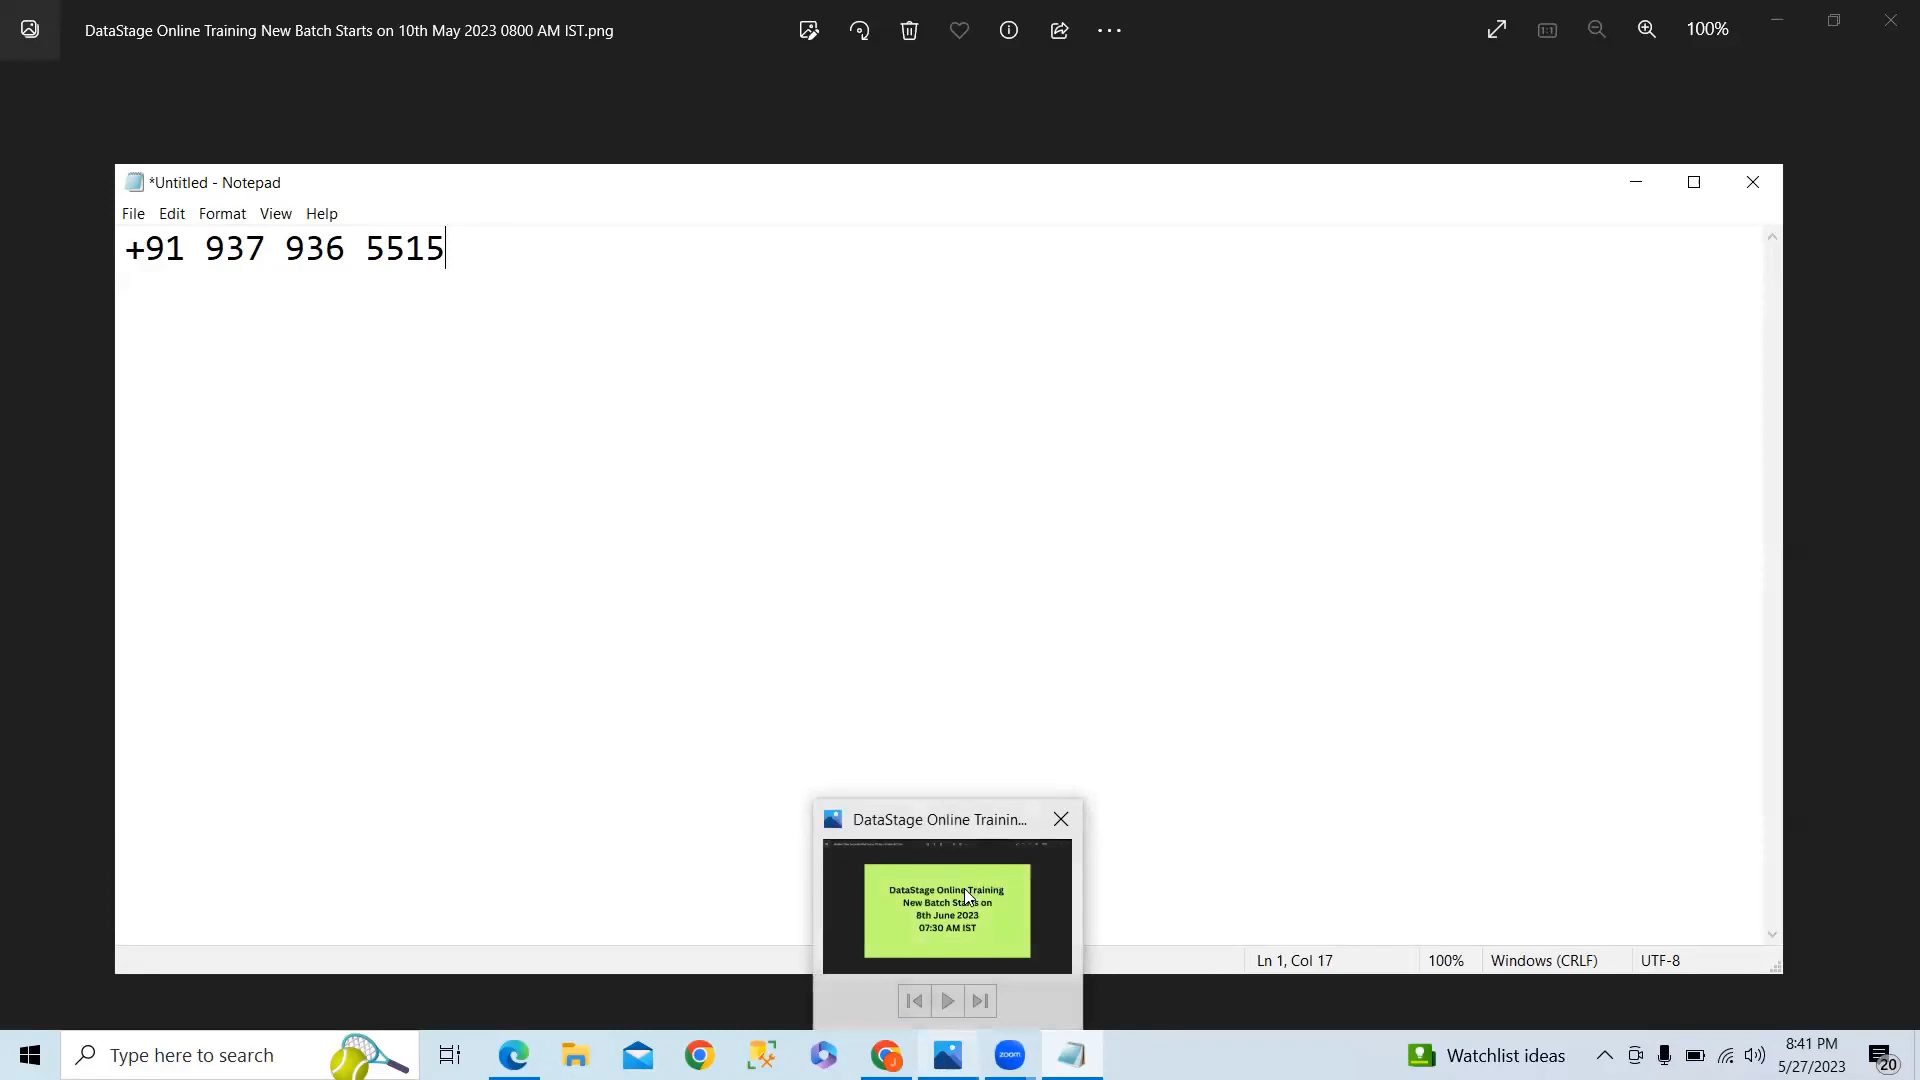 DataStage Online Training New Batch Starts on 10th May 2023 0800 AM IST.png
100%
*Untitled - Notepad
File Edit Format View Help
+91 937 936 5515
DataStage Online Trainin...
DataStage Online Training
New Batch Starts on
8th June 2023
07:30 AM IST
Ln 1, Col 17
100%
Windows (CRLF)
UTF-8
Type here to search
zoom
Watchlist ideas
8:41 PM
5/27/2023
20